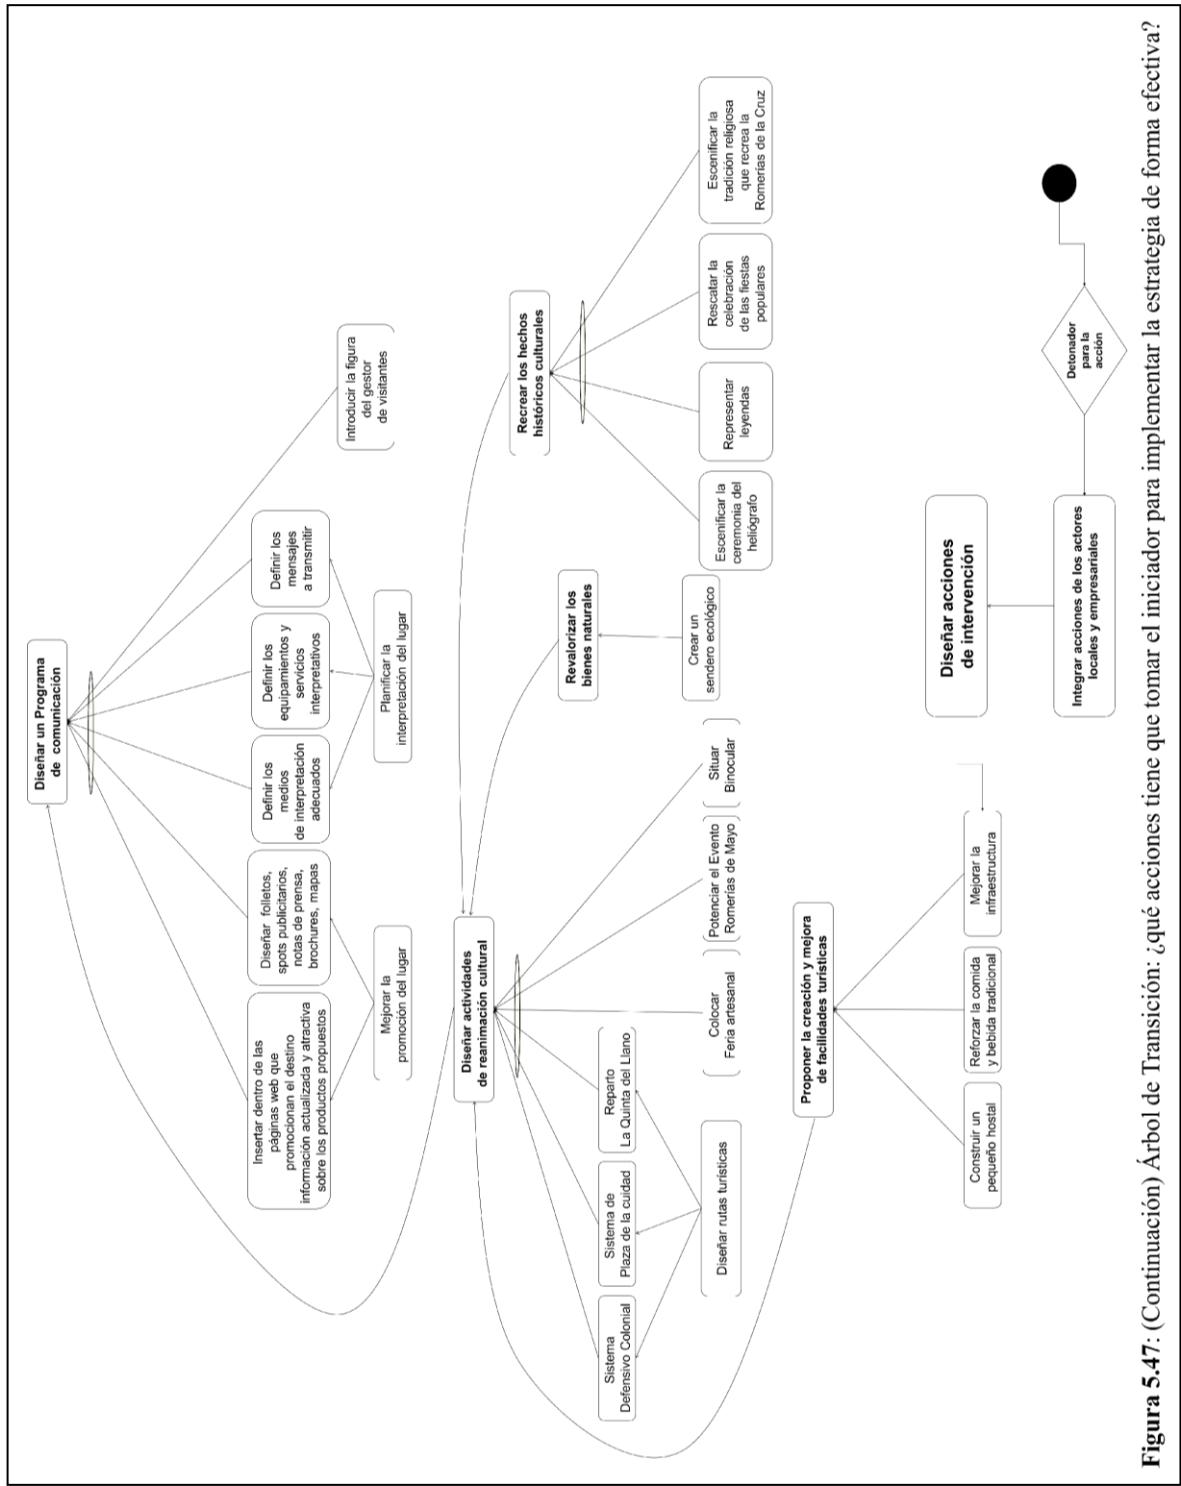 Diseñar un Programa
de comunicación
Insertar dentro de las
páginas web que
promocionan el destino
información actualizada y atractiva
sobre los productos propuestos
Diseñar folletos,
spots publicitarios,
notas de prensa,
brochures, mapas
Definir los
medios
de interpretación
adecuados
Definir los
equipamientos y
servicios
interpretativos
Definir los
mensajes
a transmitir
Introducir la figura
del gestor
de visitantes
Mejorar la
promoción del lugar
Planificar la
interpretación del lugar
Diseñar actividades
de reanimación cultural
Recrear los hechos
históricos culturales
Revalorizar los
bienes naturales
Sistema
Defensivo Colonial
Sistema de
Plaza de la cuidad
Reparto
La Quinta del Llano
Colocar
Feria artesanal
Potenciar el Evento
Romerías de Mayo
Situar
Binocular
Crear un
sendero ecológico
Escenificar la
ceremonia del
heliógrafo
Representar
leyendas
Rescatar la
celebración
de las fiestas
populares
Escenificar la
tradición religiosa
que recrea la
Romerías de la Cruz
Diseñar rutas turísticas
Proponer la creación y mejora
de facilidades turísticas
Construir un
pequeño hostal
Reforzar la comida
y bebida tradicional
Mejorar la
infraestructura
Diseñar acciones
de intervención
Integrar acciones de los actores
locales y empresariales
Detonador
para la
acción
Figura 5.47: (Continuación) Árbol de Transición: ¿qué acciones tiene que tomar el iniciador para implementar la estrategia de forma efectiva?